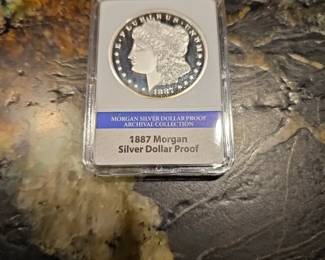 E·PLURIBUS·UNUM
1887
MORGAN SILVER DOLLAR PROOF
ARCHIVAL COLLECTION
1887 Morgan
Silver Dollar Proof